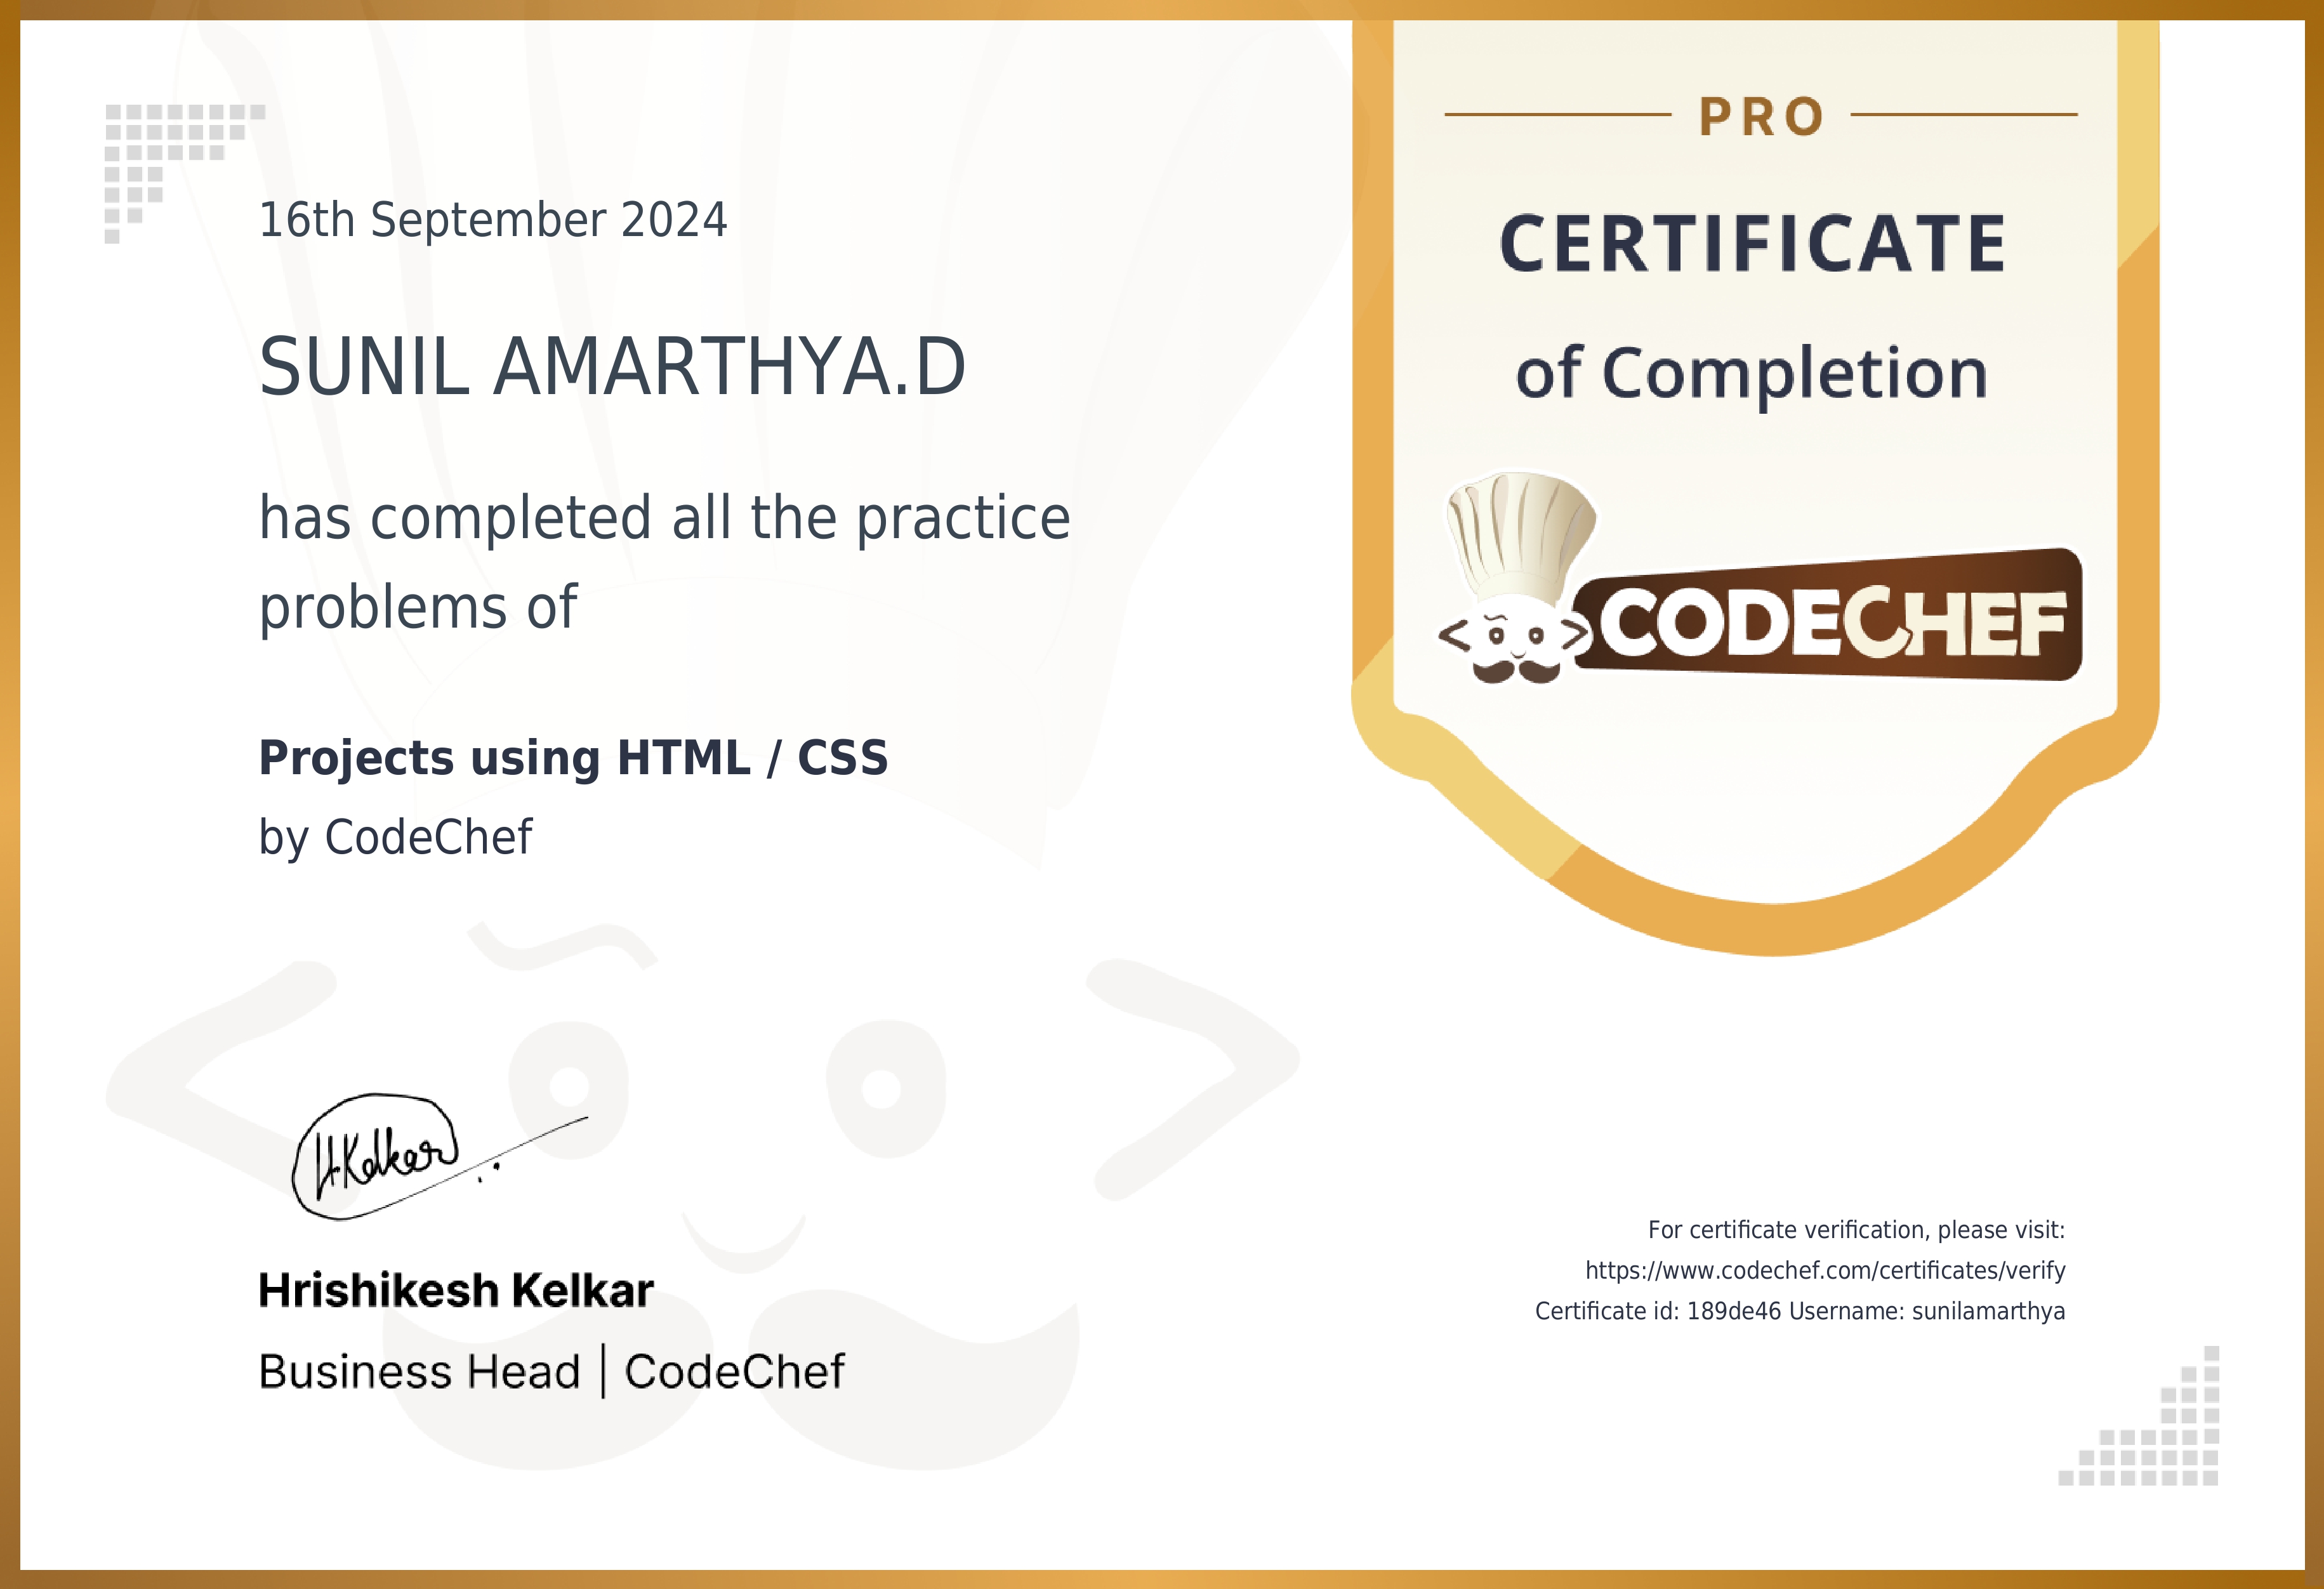 16th September 2024
SUNIL AMARTHYA.D
has completed all the practice
problems of
Projects using HTML / CSS
by CodeChef
HKelkar
Hrishikesh Kelkar
Business Head | CodeChef
PRO
CERTIFICATE
of Completion
CODECHEF
For certificate verification, please visit:
https://www.codechef.com/certificates/verify
Certificate id: 189de46 Username: sunilamarthya